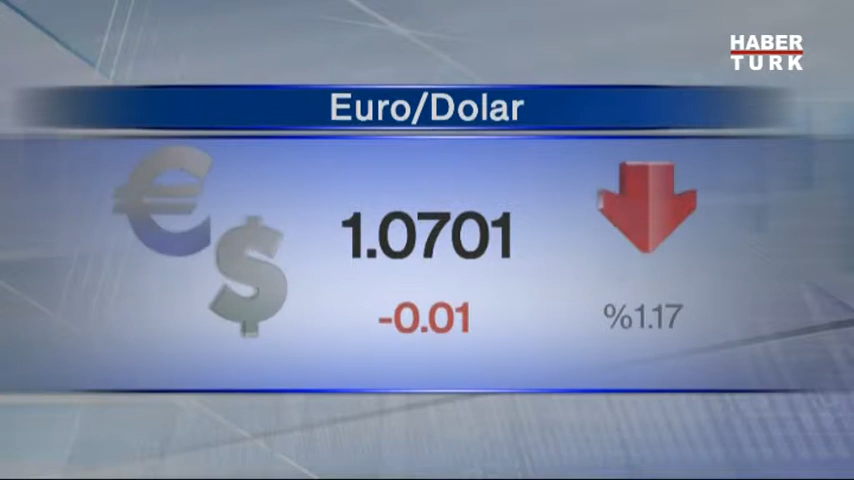 HABER
TURK
Euro/Dolar
€
$
1.0701
-0.01
%1.17